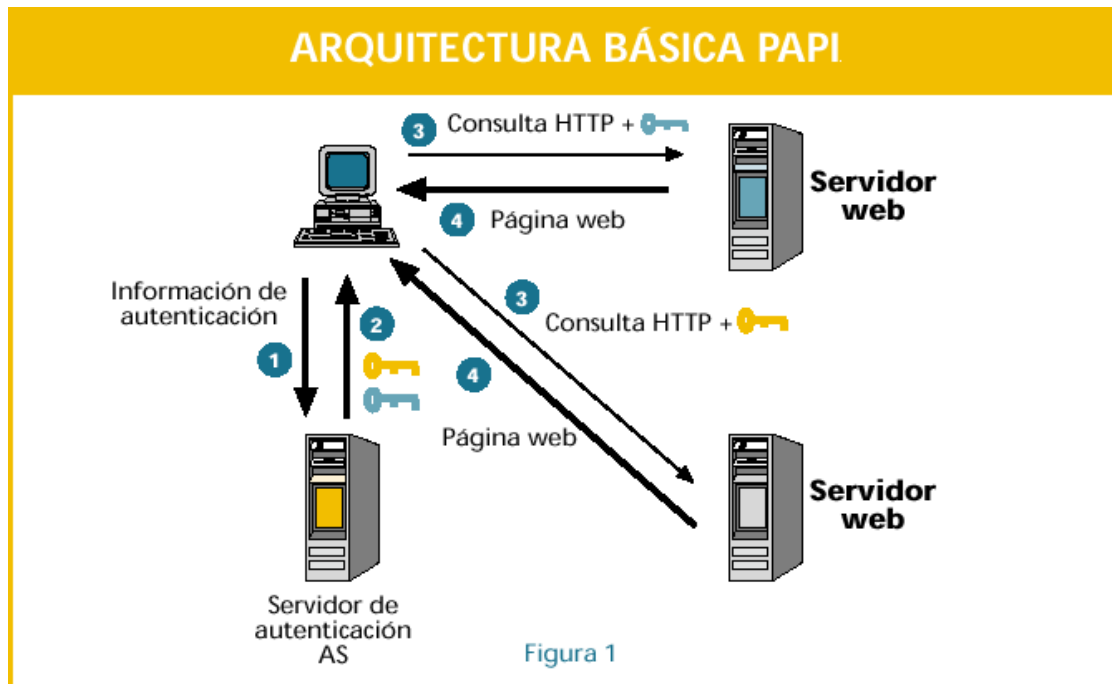 ARQUITECTURA BÁSICA PAPI
3 Consulta HTTP +
Servidor
web
4 Página web
Información de
autenticación
3
Consulta HTTP +
2
1
4
Página web
Servidor
web
Servidor de
autenticación
AS
Figura 1